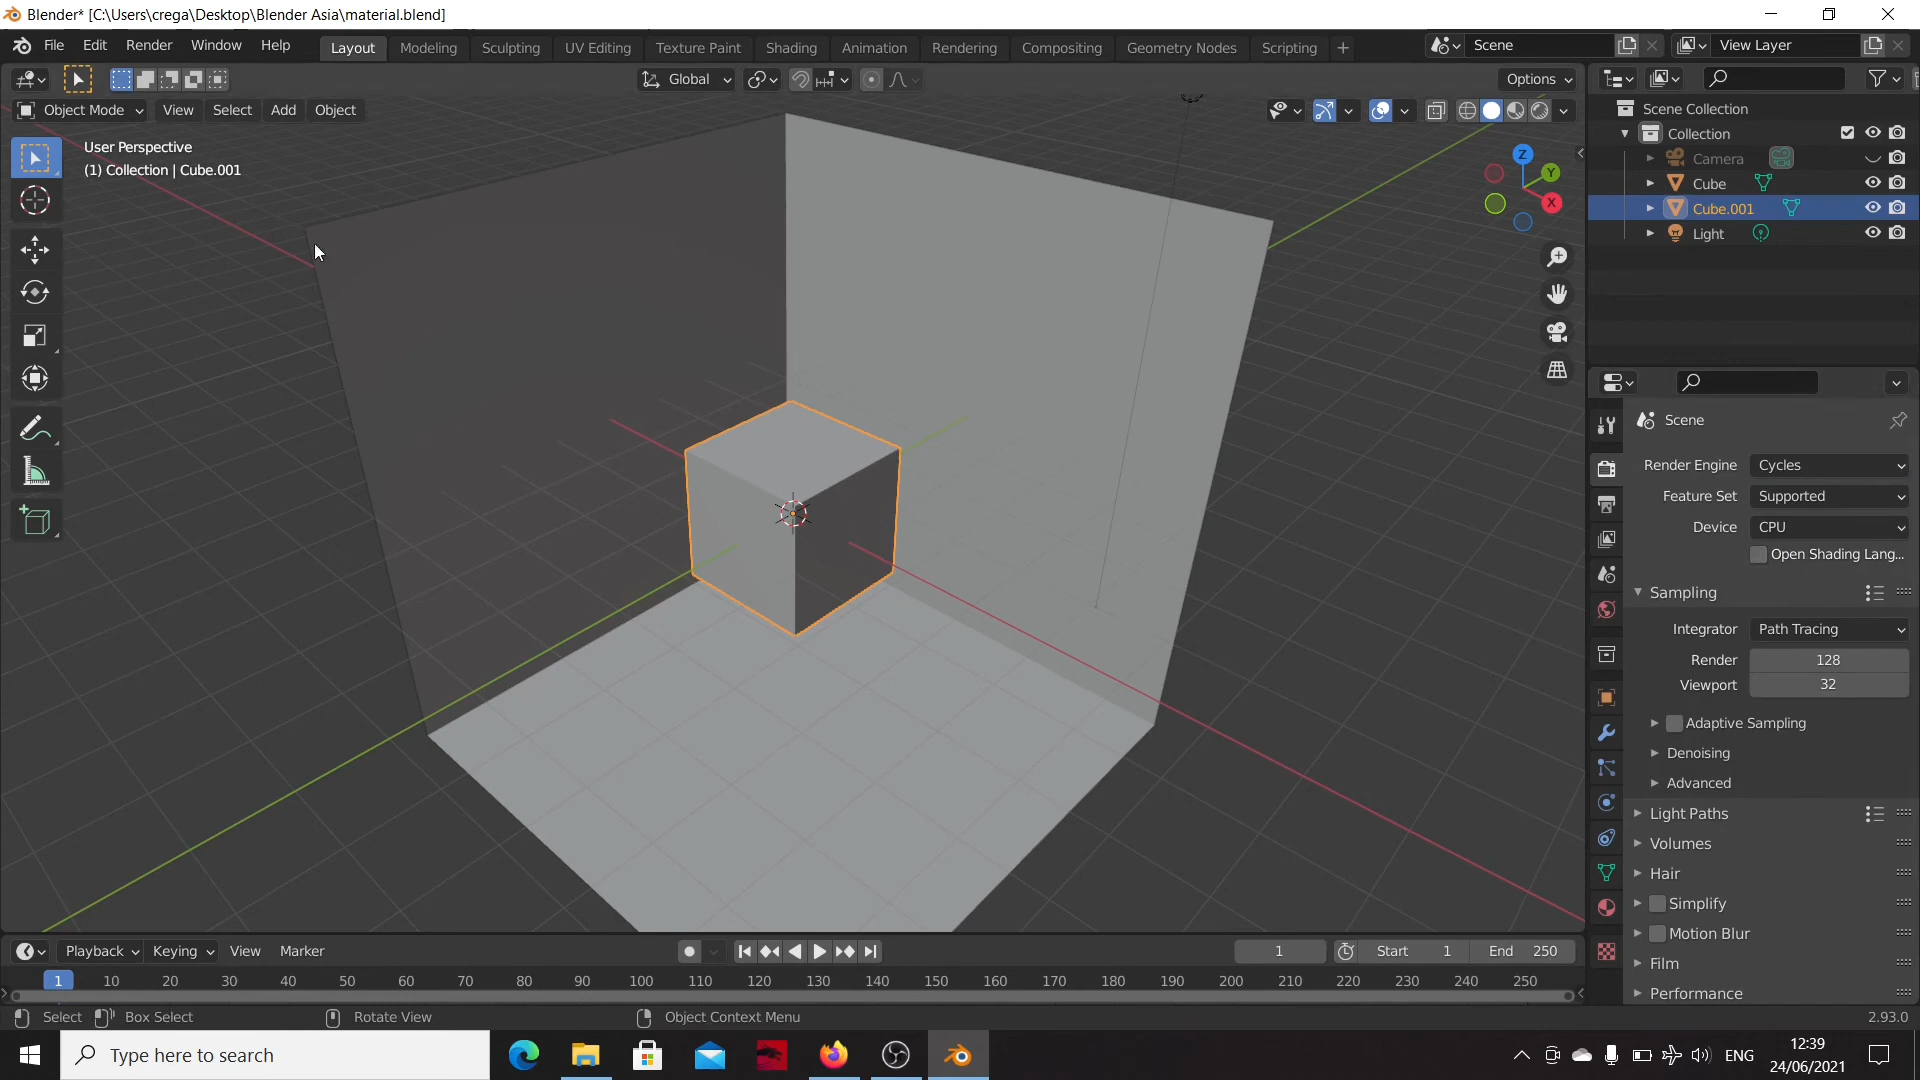 Blender* [C:\Users\crega\Desktop\Blender Asia\material.blend]
File Edit Render Window Help Layout Modeling Sculpting UV Editing Texture Paint Shading Animation Rendering Compositing Geometry Nodes Scripting + Scene View Layer
Global Options
Object Mode View Select Add Object
User Perspective
(1) Collection | Cube.001
Z
Y
X
Scene Collection
Collection
Camera
Cube
Cube.001
Light
Scene
Render Engine Cycles
Feature Set Supported
Device CPU
Open Shading Lang...
Sampling
Integrator Path Tracing
Render 128
Viewport 32
Adaptive Sampling
Denoising
Advanced
Light Paths
Volumes
Hair
Simplify
Motion Blur
Film
Performance
Playback Keying View Marker 1 Start 1 End 250
1 10 20 30 40 50 60 70 80 90 100 110 120 130 140 150 160 170 180 190 200 210 220 230 240 250
Select Box Select Rotate View Object Context Menu 2.93.0
Type here to search ENG 12:39
24/06/2021